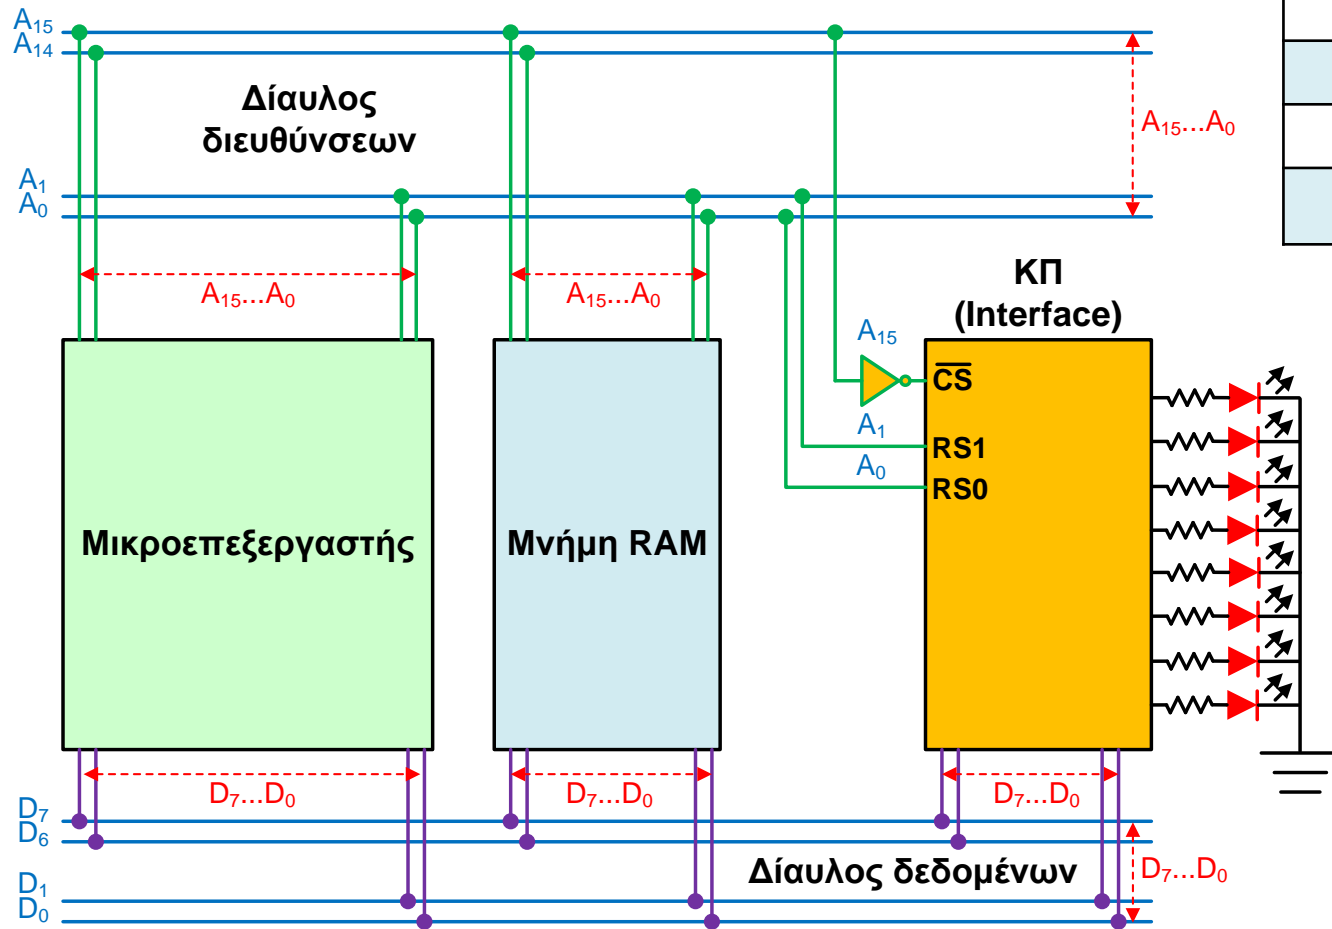 A15
A14
Δίαυλος
διευθύνσεων
A15...A0
A1
A0
A15...A0
A15...A0
ΚΠ
(Interface)
A15
CS
A1
RS1
A0
RS0
Μικροεπεξεργαστής
Μνήμη RAM
D7...D0
D7...D0
D7...D0
D7
D6
Δίαυλος δεδομένων
D7...D0
D1
D0